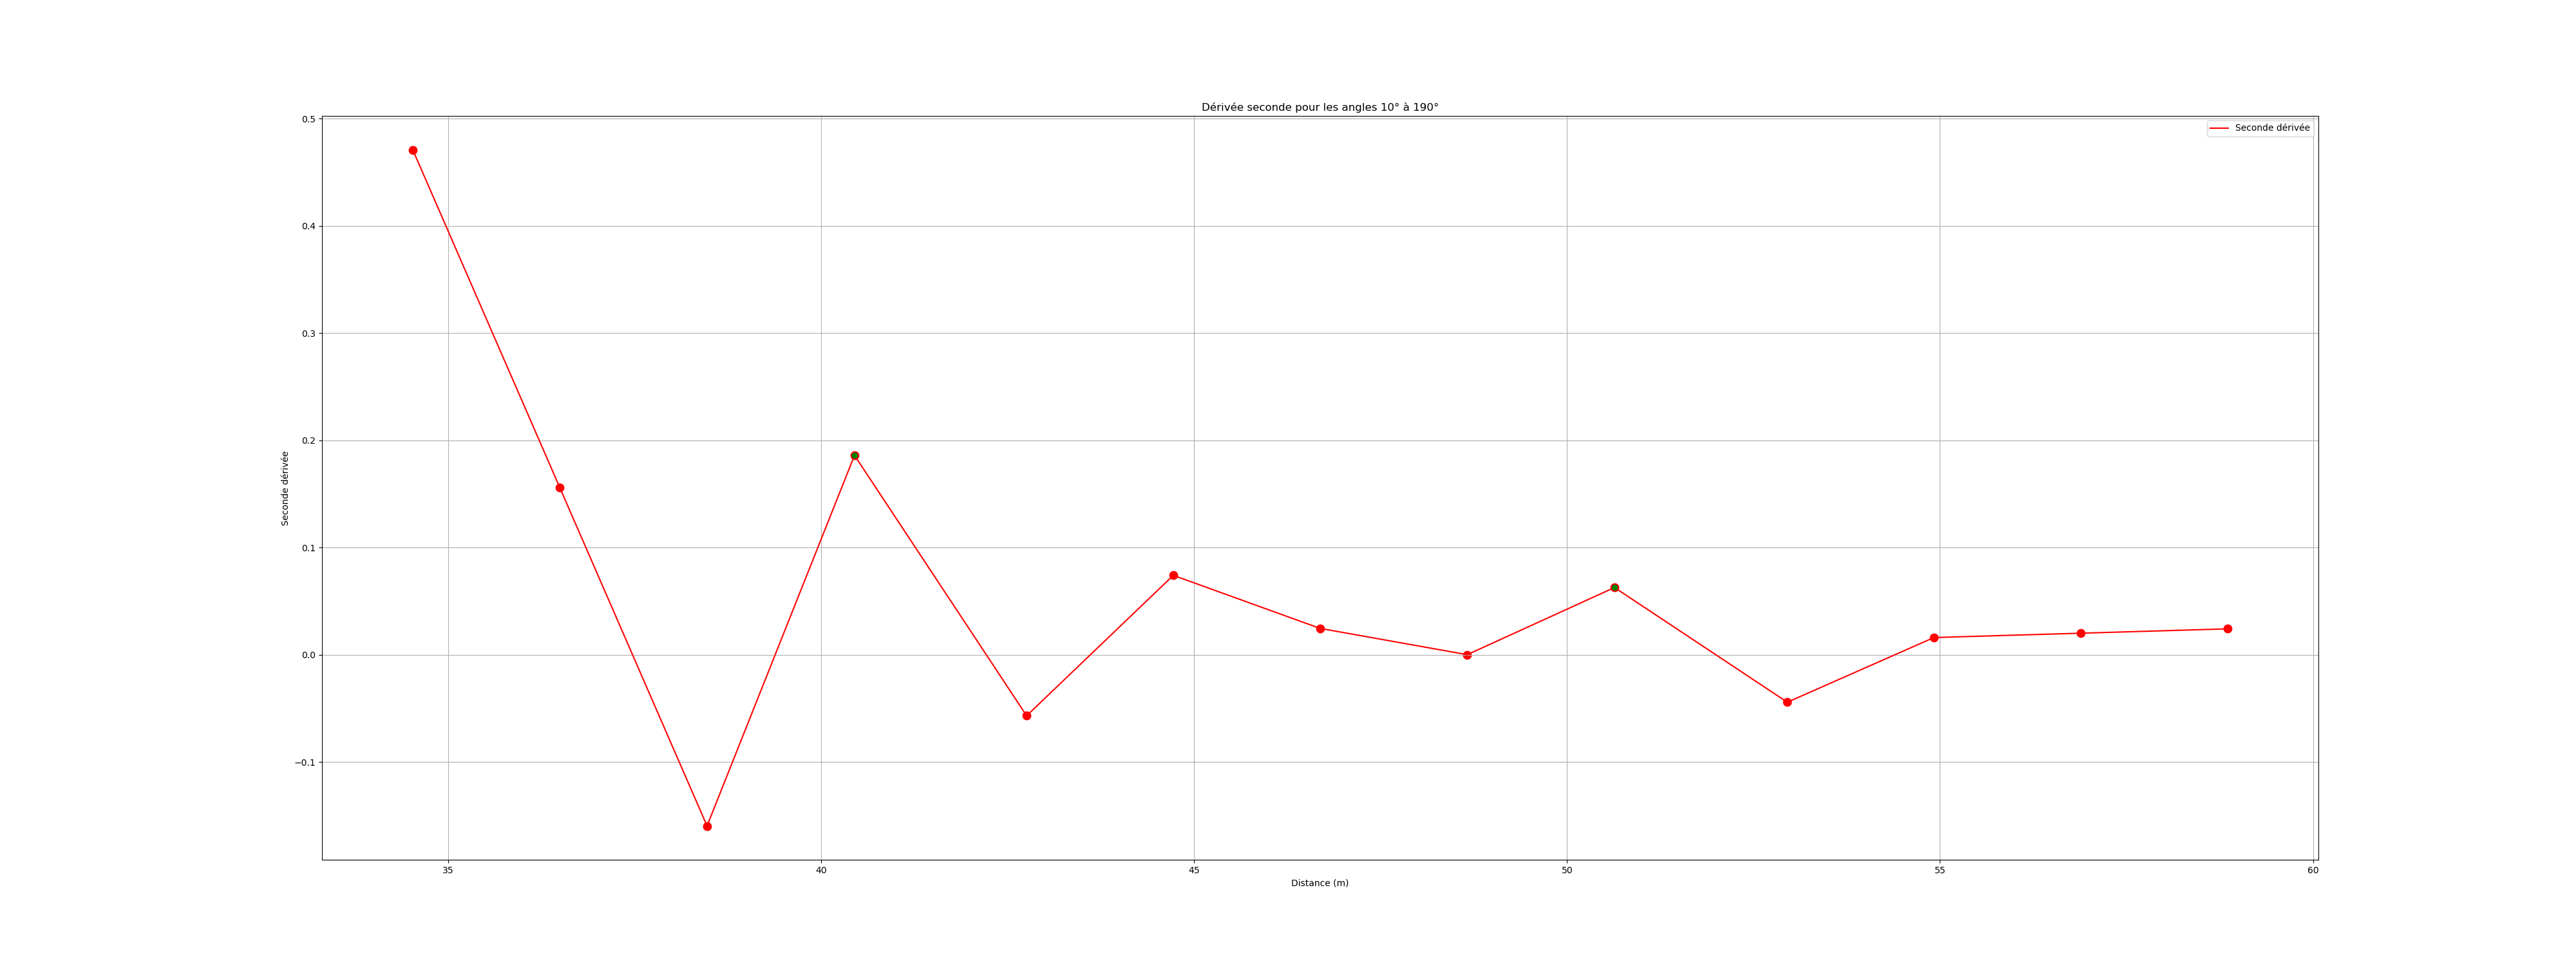 Dérivée seconde pour les angles 10° à 190°
Seconde dérivée
0.5
0.4
0.3
0.2
0.1
0.0
−0.1
Seconde dérivée
35 40 45 50 55 60
Distance (m)